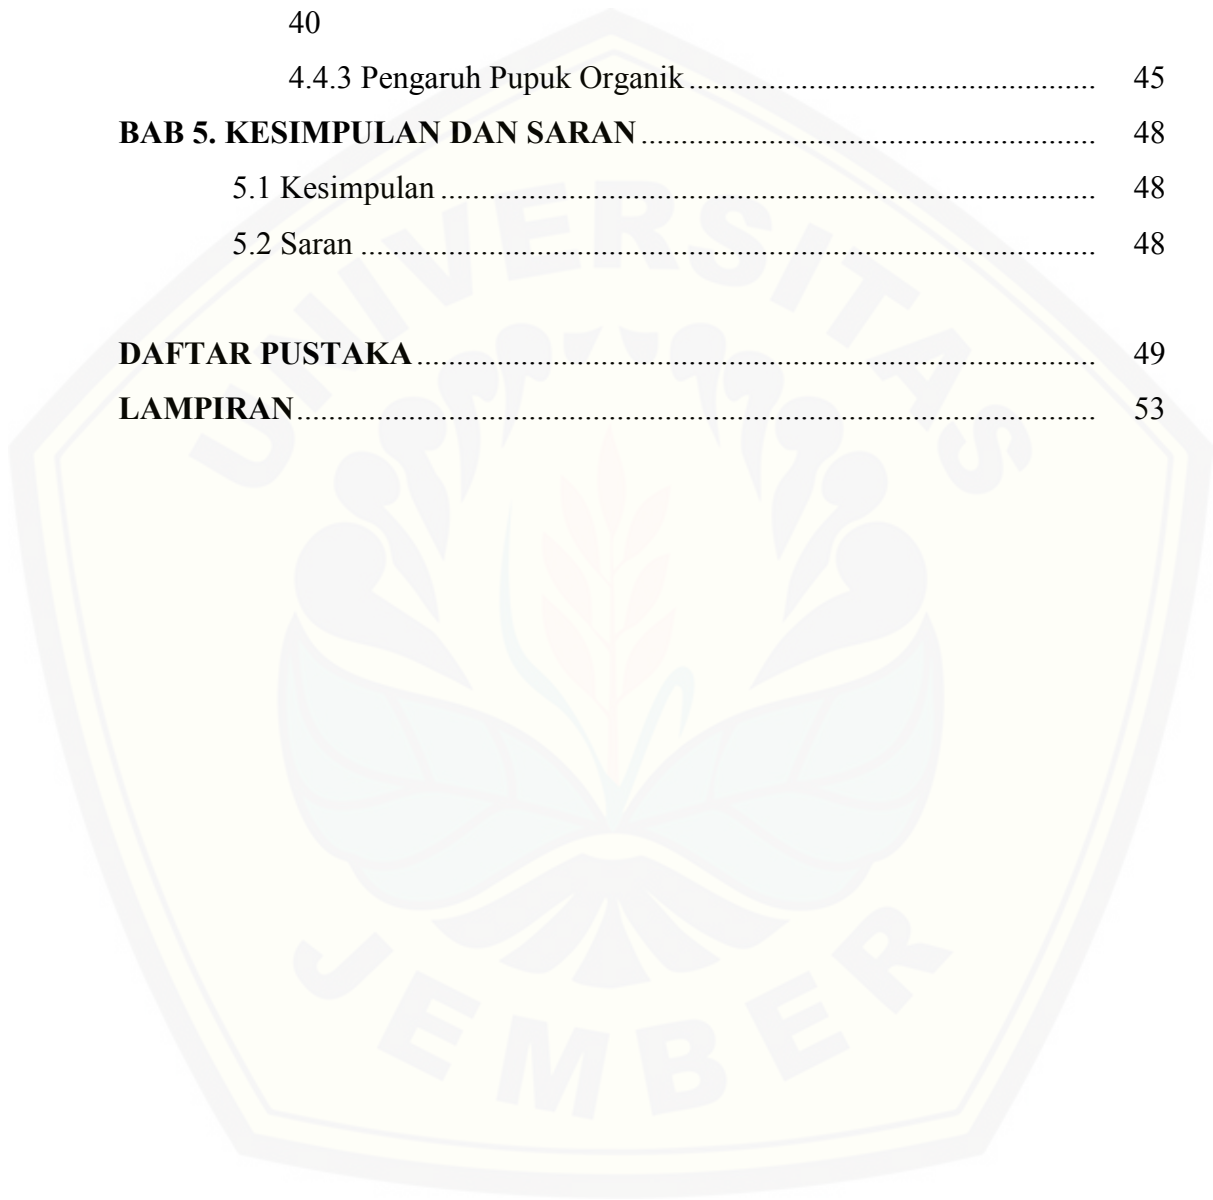 40
4.4.3 Pengaruh Pupuk Organik ........................................................ 45
BAB 5. KESIMPULAN DAN SARAN ........................................................ 48
5.1 Kesimpulan ........................................................ 48
5.2 Saran ........................................................ 48
DAFTAR PUSTAKA ........................................................ 49
LAMPIRAN ........................................................ 53
UNIVERSITAS
JEMBER